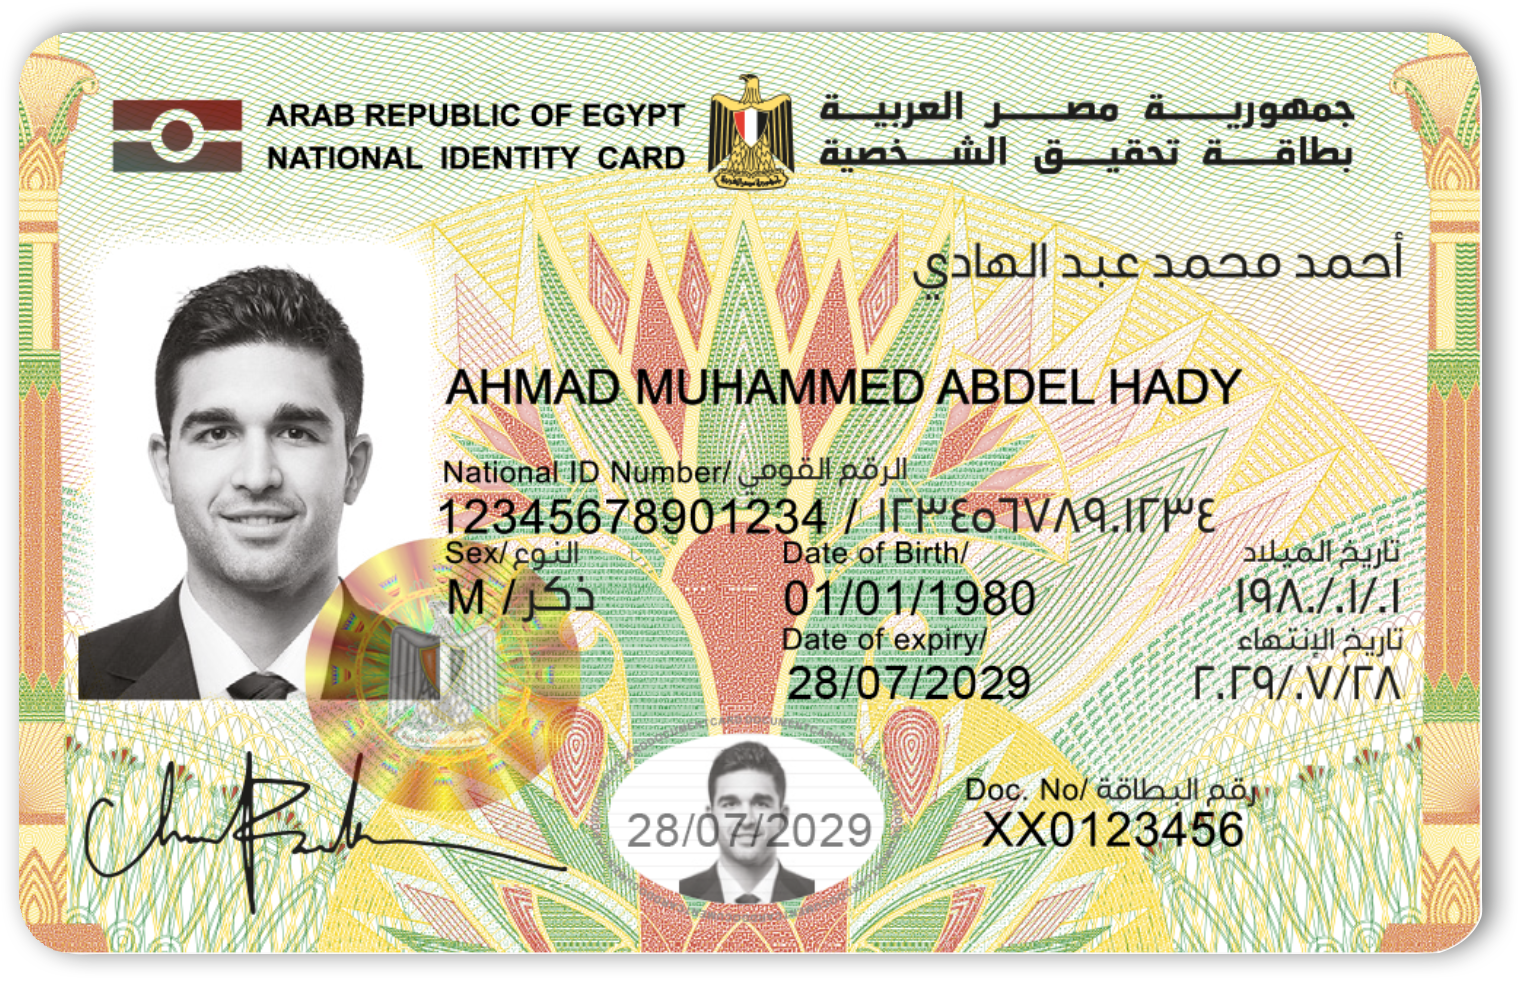 ARAB REPUBLIC OF EGYPT
NATIONAL IDENTITY CARD
جمهورية مصر العربية
بطاقة تحقيق الشخصية
أحمد محمد عبد الهادي
AHMAD MUHAMMED ABDEL HADY
National ID Number/ الرقم القومي
12345678901234 / ١٢٣٤٥٦٧٨٩٠١٢٣٤
Sex/ النوع
M / ذكر
Date of Birth/ تاريخ الميلاد
01/01/1980 ٠١/٠١/١٩٨٠
Date of expiry/ تاريخ الإنتهاء
28/07/2029 ٢٨/٠٧/٢٠٢٩
28/07/2029
Doc. No/ رقم البطاقة
XX0123456